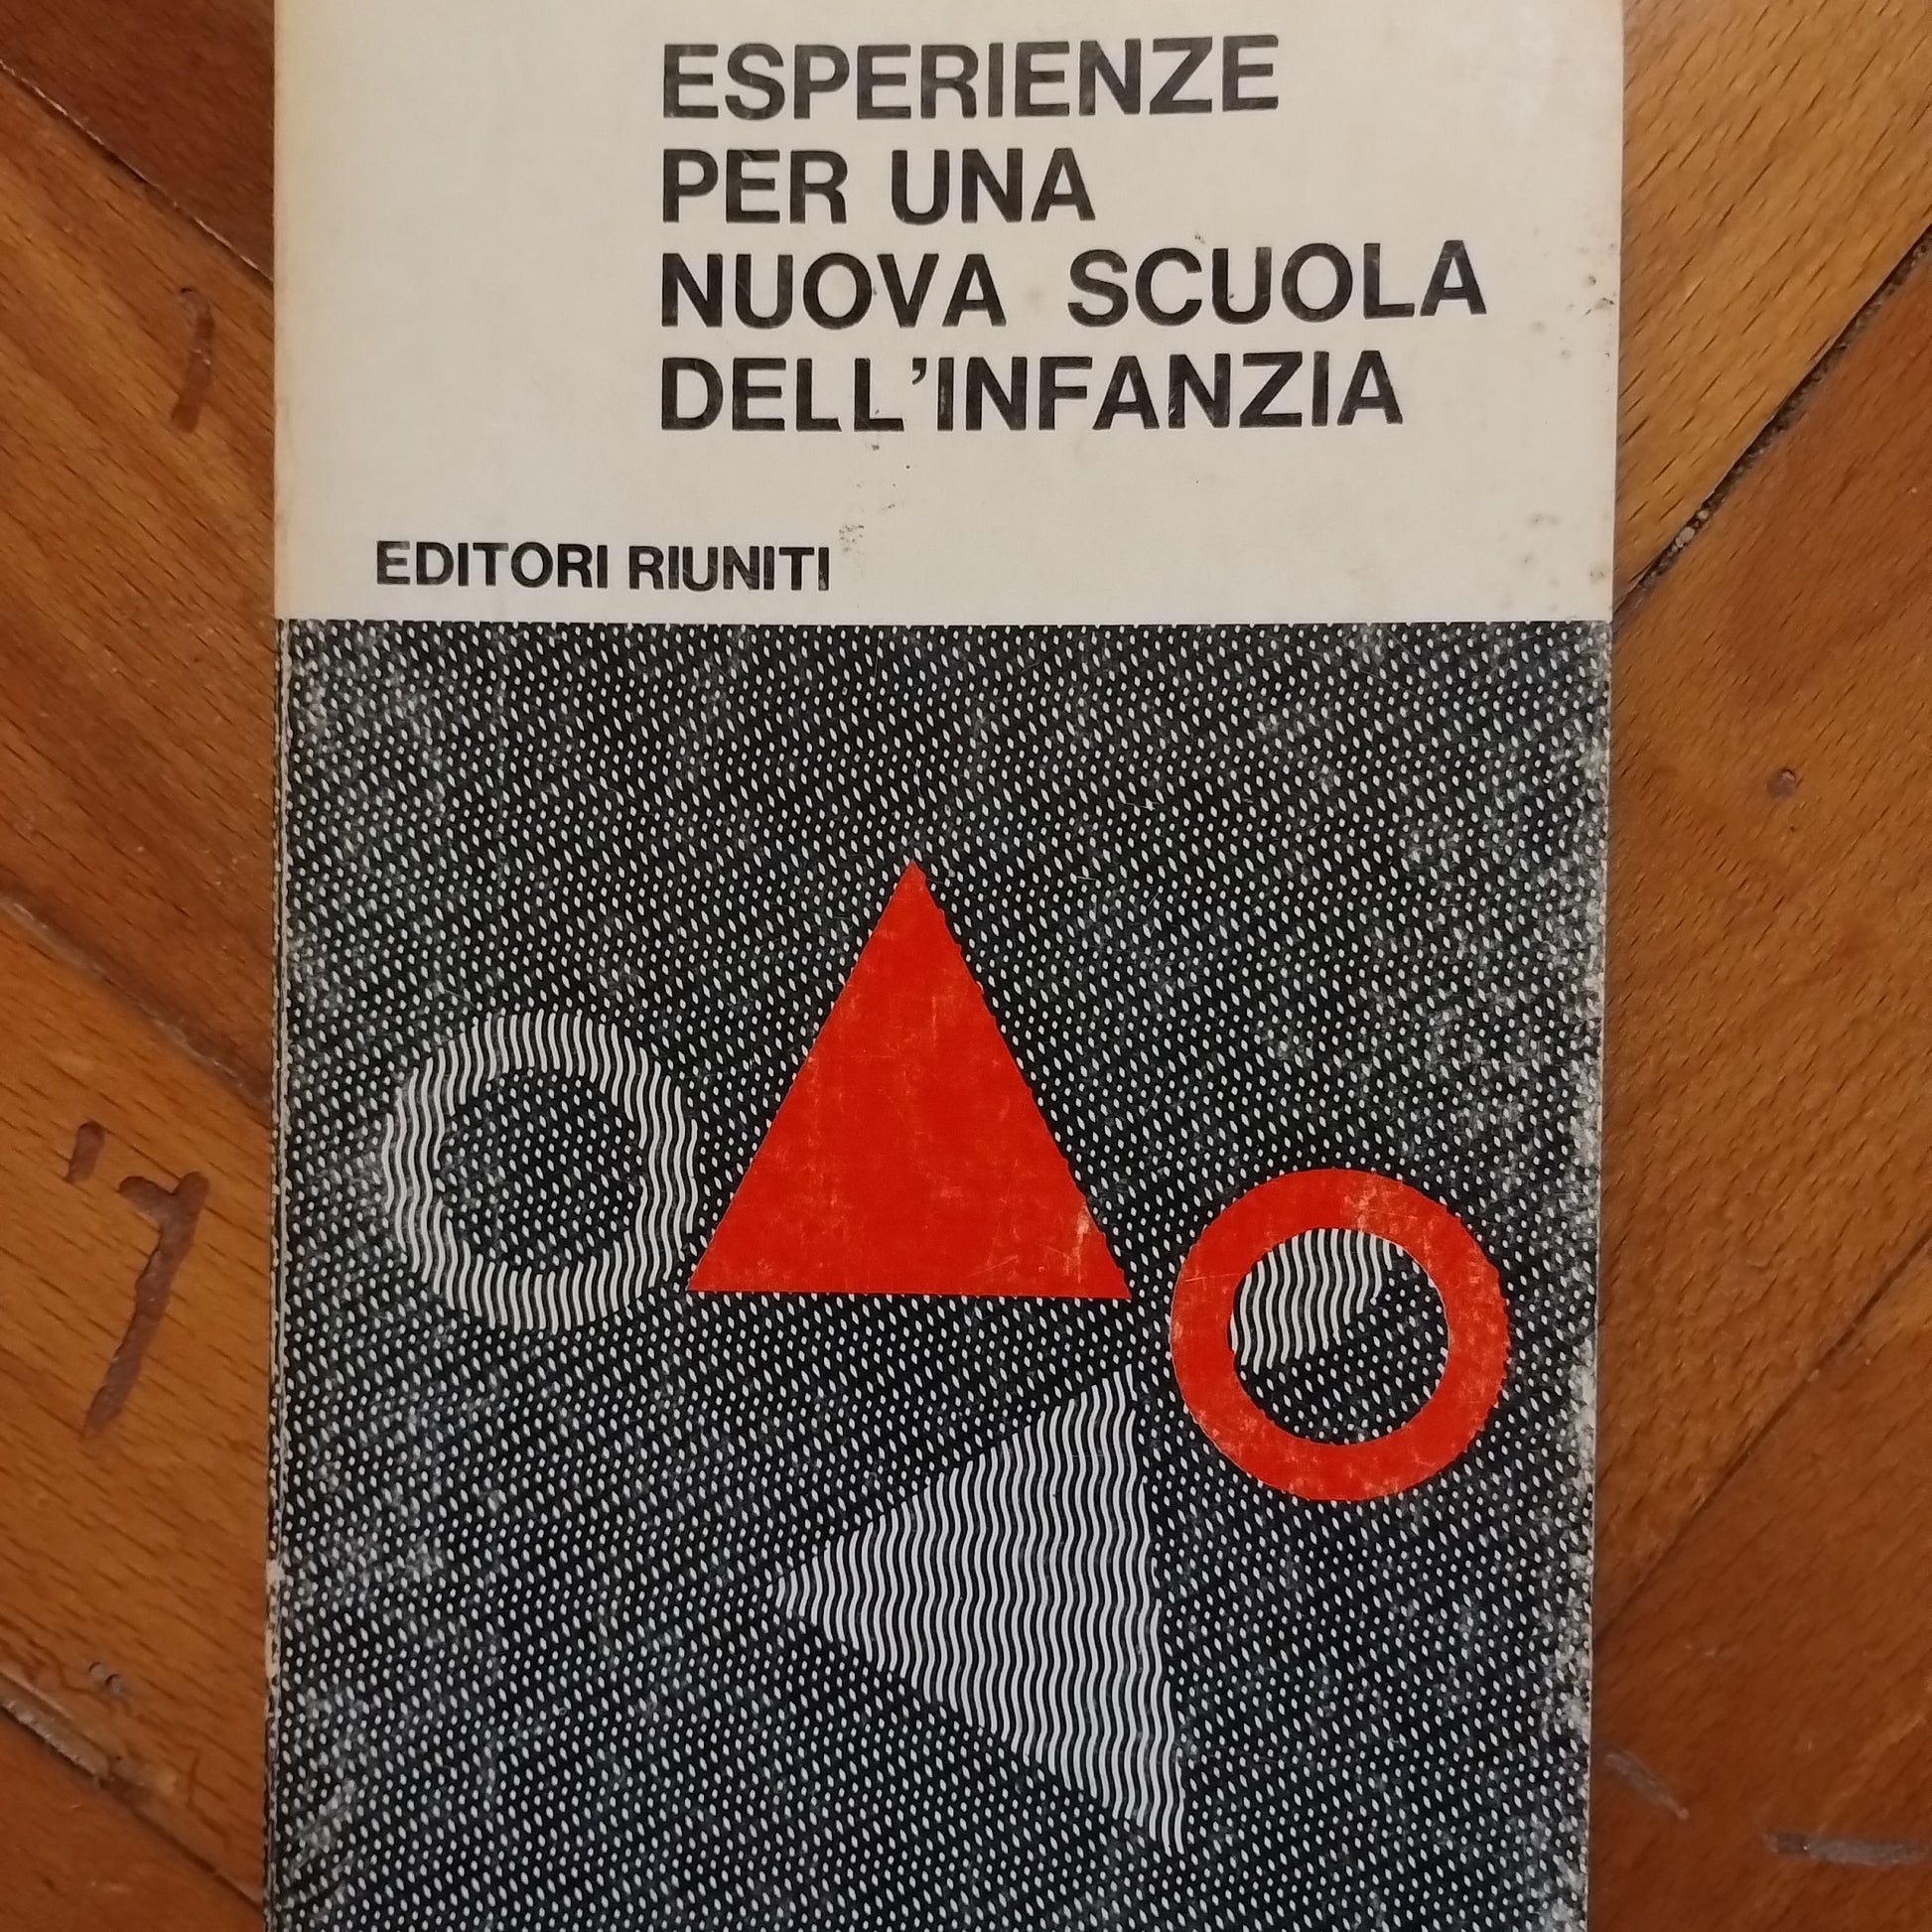 ESPERIENZE
PER UNA
NUOVA SCUOLA
DELL'INFANZIA
EDITORI RIUNITI